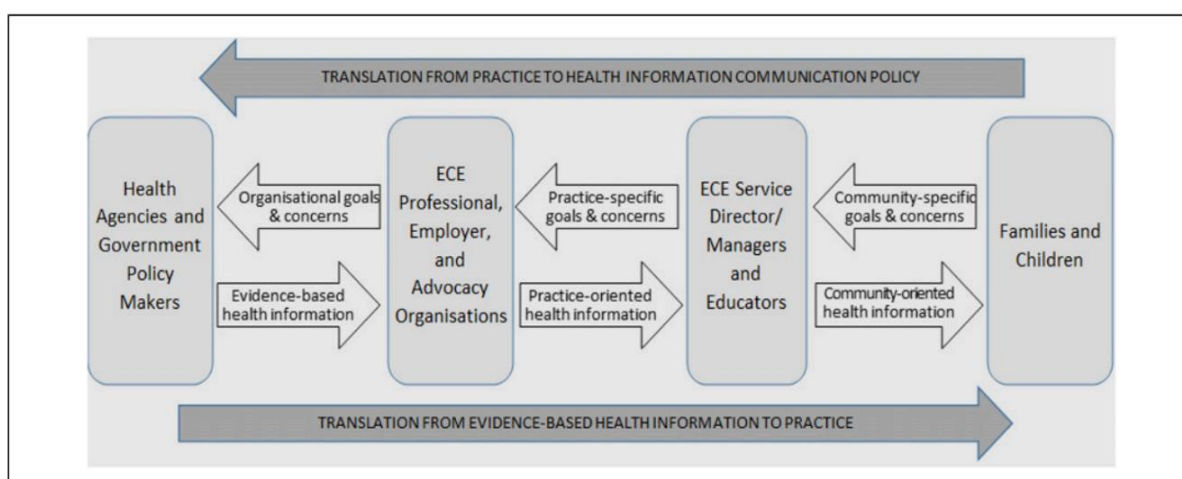 TRANSLATION FROM PRACTICE TO HEALTH INFORMATION COMMUNICATION POLICY
Health
Agencies and
Government
Policy
Makers
Organisational goals
& concerns
Evidence-based
health information
ECE
Professional,
Employer,
and
Advocacy
Organisations
Practice-specific
goals & concerns
Practice-oriented
health information
ECE Service
Director/
Managers
and
Educators
Community-specific
goals & concerns
Community-oriented
health information
Families and
Children
TRANSLATION FROM EVIDENCE-BASED HEALTH INFORMATION TO PRACTICE